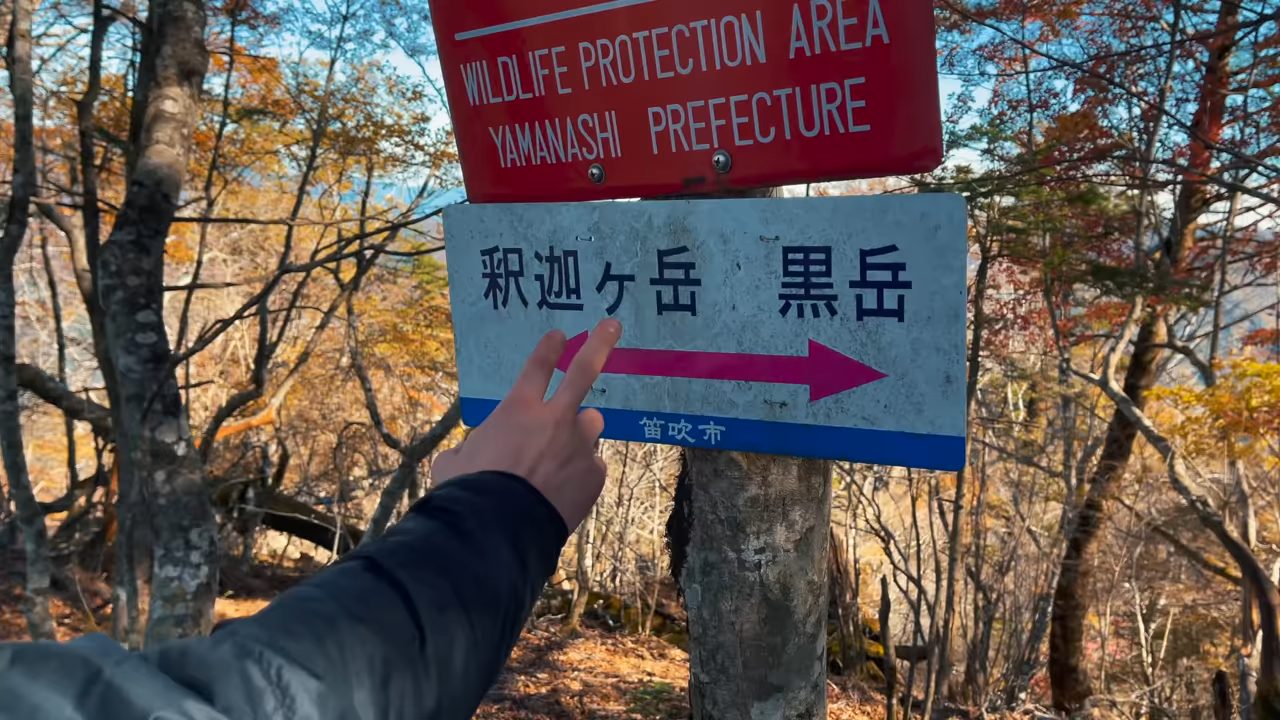 WILDLIFE PROTECTION AREA
YAMANASHI PREFECTURE
釈迦ヶ岳 黒岳
笛吹市